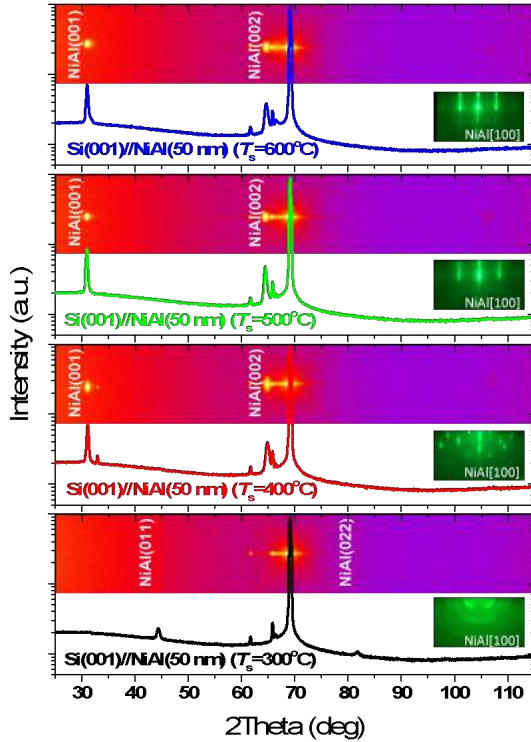 NiAl(001)
NiAl(002)
NiAl[100]
Si(001)//NiAl(50 nm) (Ts=600°C)
NiAl(001)
NiAl(002)
NiAl[100]
Si(001)//NiAl(50 nm) (Ts=500°C)
NiAl(001)
NiAl(002)
NiAl[100]
Si(001)//NiAl(50 nm) (Ts=400°C)
NiAl(011)
NiAl(022)
NiAl[100]
Si(001)//NiAl(50 nm) (Ts=300°C)
Intensity (a.u.)
30 40 50 60 70 80 90 100 110
2Theta (deg)